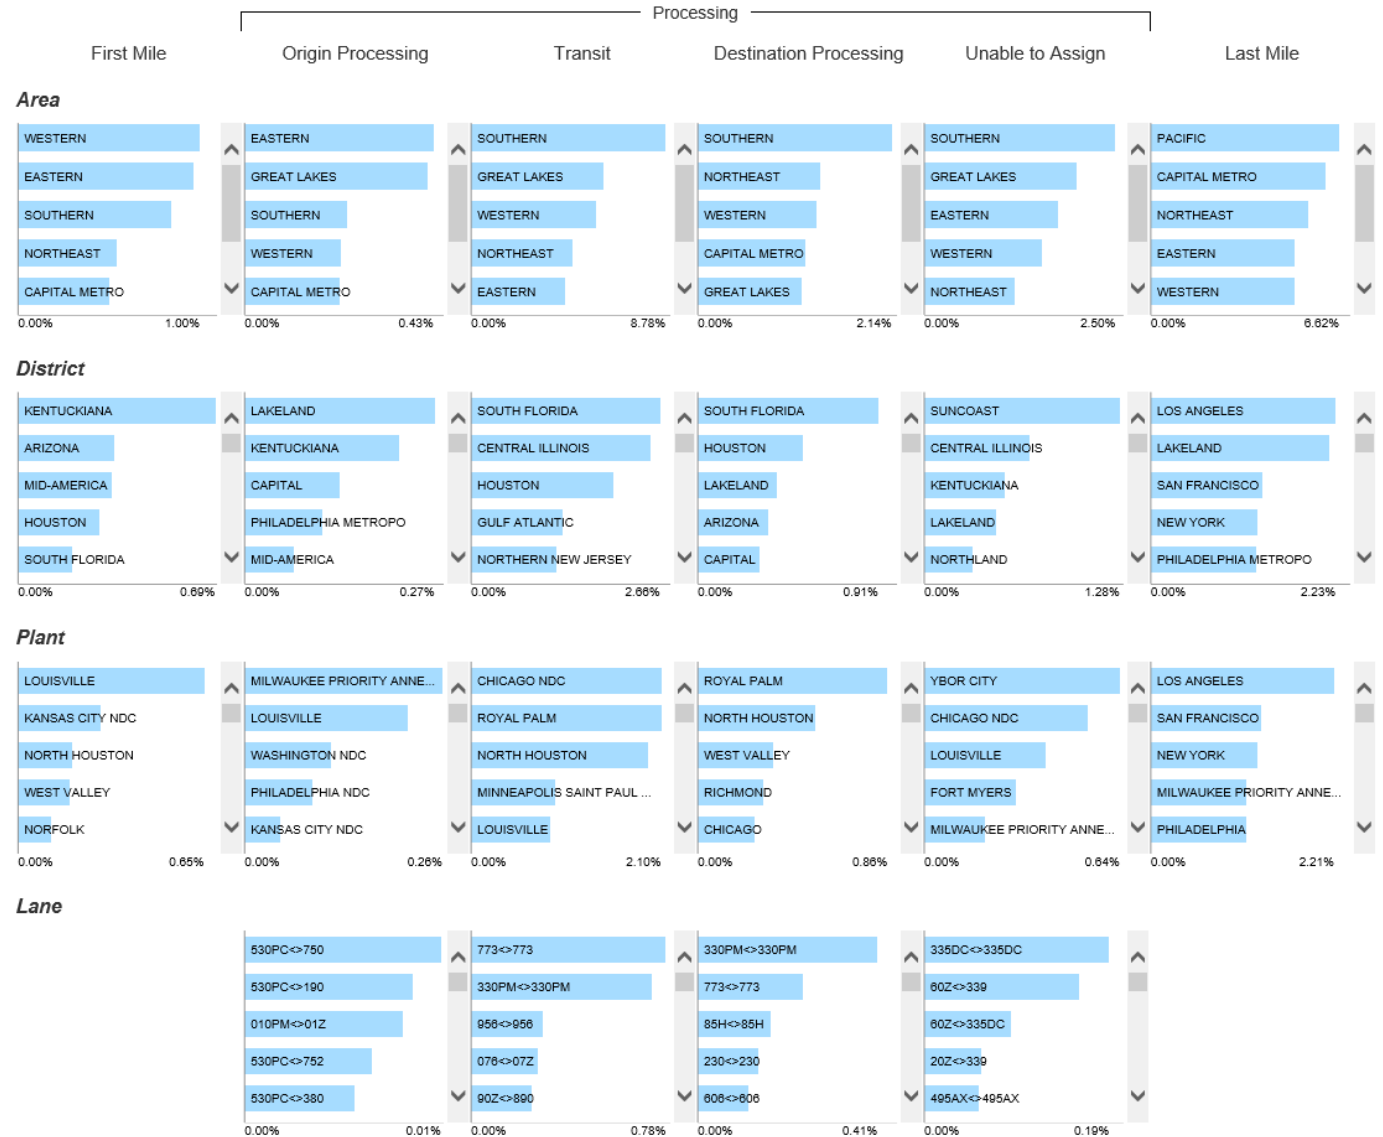 Processing
First Mile Origin Processing Transit Destination Processing Unable to Assign Last Mile
Area
WESTERN EASTERN SOUTHERN SOUTHERN SOUTHERN PACIFIC
EASTERN GREAT LAKES GREAT LAKES NORTHEAST GREAT LAKES CAPITAL METRO
SOUTHERN SOUTHERN WESTERN WESTERN EASTERN NORTHEAST
NORTHEAST WESTERN NORTHEAST CAPITAL METRO WESTERN EASTERN
CAPITAL METRO CAPITAL METRO EASTERN GREAT LAKES NORTHEAST WESTERN
0.00% 1.00% 0.00% 0.43% 0.00% 8.78% 0.00% 2.14% 0.00% 2.50% 0.00% 6.62%
District
KENTUCKIANA LAKELAND SOUTH FLORIDA SOUTH FLORIDA SUNCOAST LOS ANGELES
ARIZONA KENTUCKIANA CENTRAL ILLINOIS HOUSTON CENTRAL ILLINOIS LAKELAND
MID-AMERICA CAPITAL HOUSTON LAKELAND KENTUCKIANA SAN FRANCISCO
HOUSTON PHILADELPHIA METROPO GULF ATLANTIC ARIZONA LAKELAND NEW YORK
SOUTH FLORIDA MID-AMERICA NORTHERN NEW JERSEY CAPITAL NORTHLAND PHILADELPHIA METROPO
0.00% 0.69% 0.00% 0.27% 0.00% 2.66% 0.00% 0.91% 0.00% 1.28% 0.00% 2.23%
Plant
LOUISVILLE MILWAUKEE PRIORITY ANNE... CHICAGO NDC ROYAL PALM YBOR CITY LOS ANGELES
KANSAS CITY NDC LOUISVILLE ROYAL PALM NORTH HOUSTON CHICAGO NDC SAN FRANCISCO
NORTH HOUSTON WASHINGTON NDC NORTH HOUSTON WEST VALLEY LOUISVILLE NEW YORK
WEST VALLEY PHILADELPHIA NDC MINNEAPOLIS SAINT PAUL ... RICHMOND FORT MYERS MILWAUKEE PRIORITY ANNE...
NORFOLK KANSAS CITY NDC LOUISVILLE CHICAGO MILWAUKEE PRIORITY ANNE... PHILADELPHIA
0.00% 0.65% 0.00% 0.26% 0.00% 2.10% 0.00% 0.86% 0.00% 0.64% 0.00% 2.21%
Lane
530PC<>750 773<>773 330PM<>330PM 335DC<>335DC
530PC<>190 330PM<>330PM 773<>773 60Z<>339
010PM<>01Z 956<>956 85H<>85H 60Z<>335DC
530PC<>752 076<>07Z 230<>230 20Z<>339
530PC<>380 90Z<>890 606<>606 495AX<>495AX
0.00% 0.01% 0.00% 0.78% 0.00% 0.41% 0.00% 0.19%